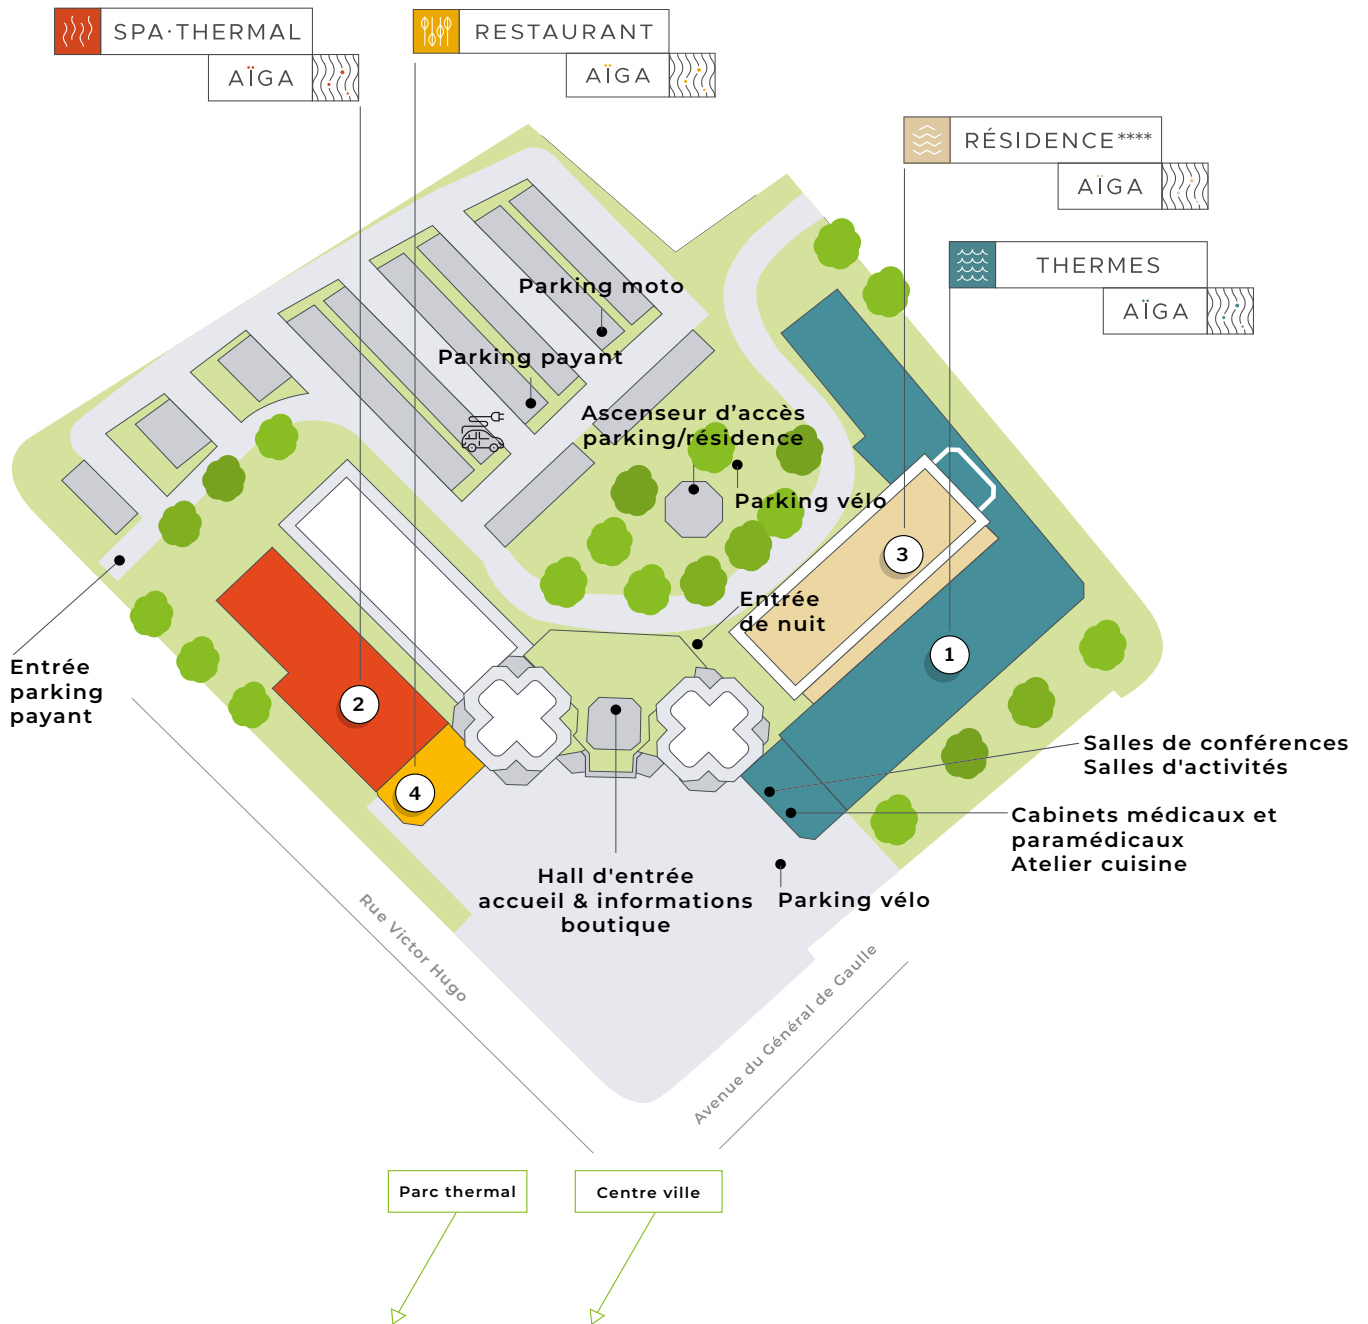 SPA·THERMAL
AÏGA
RESTAURANT
AÏGA
RÉSIDENCE****
AÏGA
THERMES
AÏGA
Parking moto
Parking payant
Ascenseur d’accès
parking/résidence
Parking vélo
3
Entrée
de nuit
1
Entrée
parking
payant
2
4
Salles de conférences
Salles d'activités
Cabinets médicaux et
paramédicaux
Atelier cuisine
Hall d'entrée
accueil & informations
boutique
Parking vélo
Rue Victor Hugo
Avenue du Général de Gaulle
Parc thermal
Centre ville